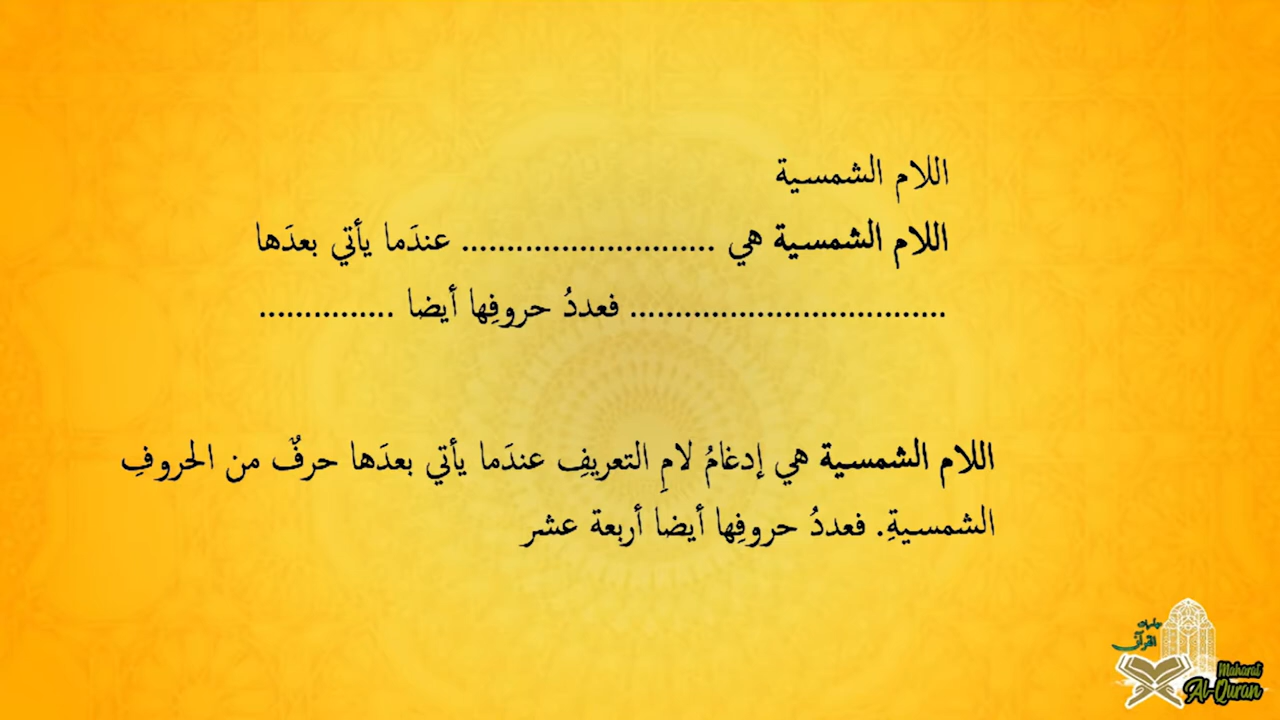 اللام الشمسية
اللام الشمسية هي ............................ عندَما يأتي بعدَها
................................... فعددُ حروفِها أيضا ...............
اللام الشمسية هي إدغامُ لامِ التعريفِ عندَما يأتي بعدَها حرفٌ من الحروفِ
الشمسيةِ. فعددُ حروفِها أيضا أربعة عشر
القرآن
Maharat
Al-Quran